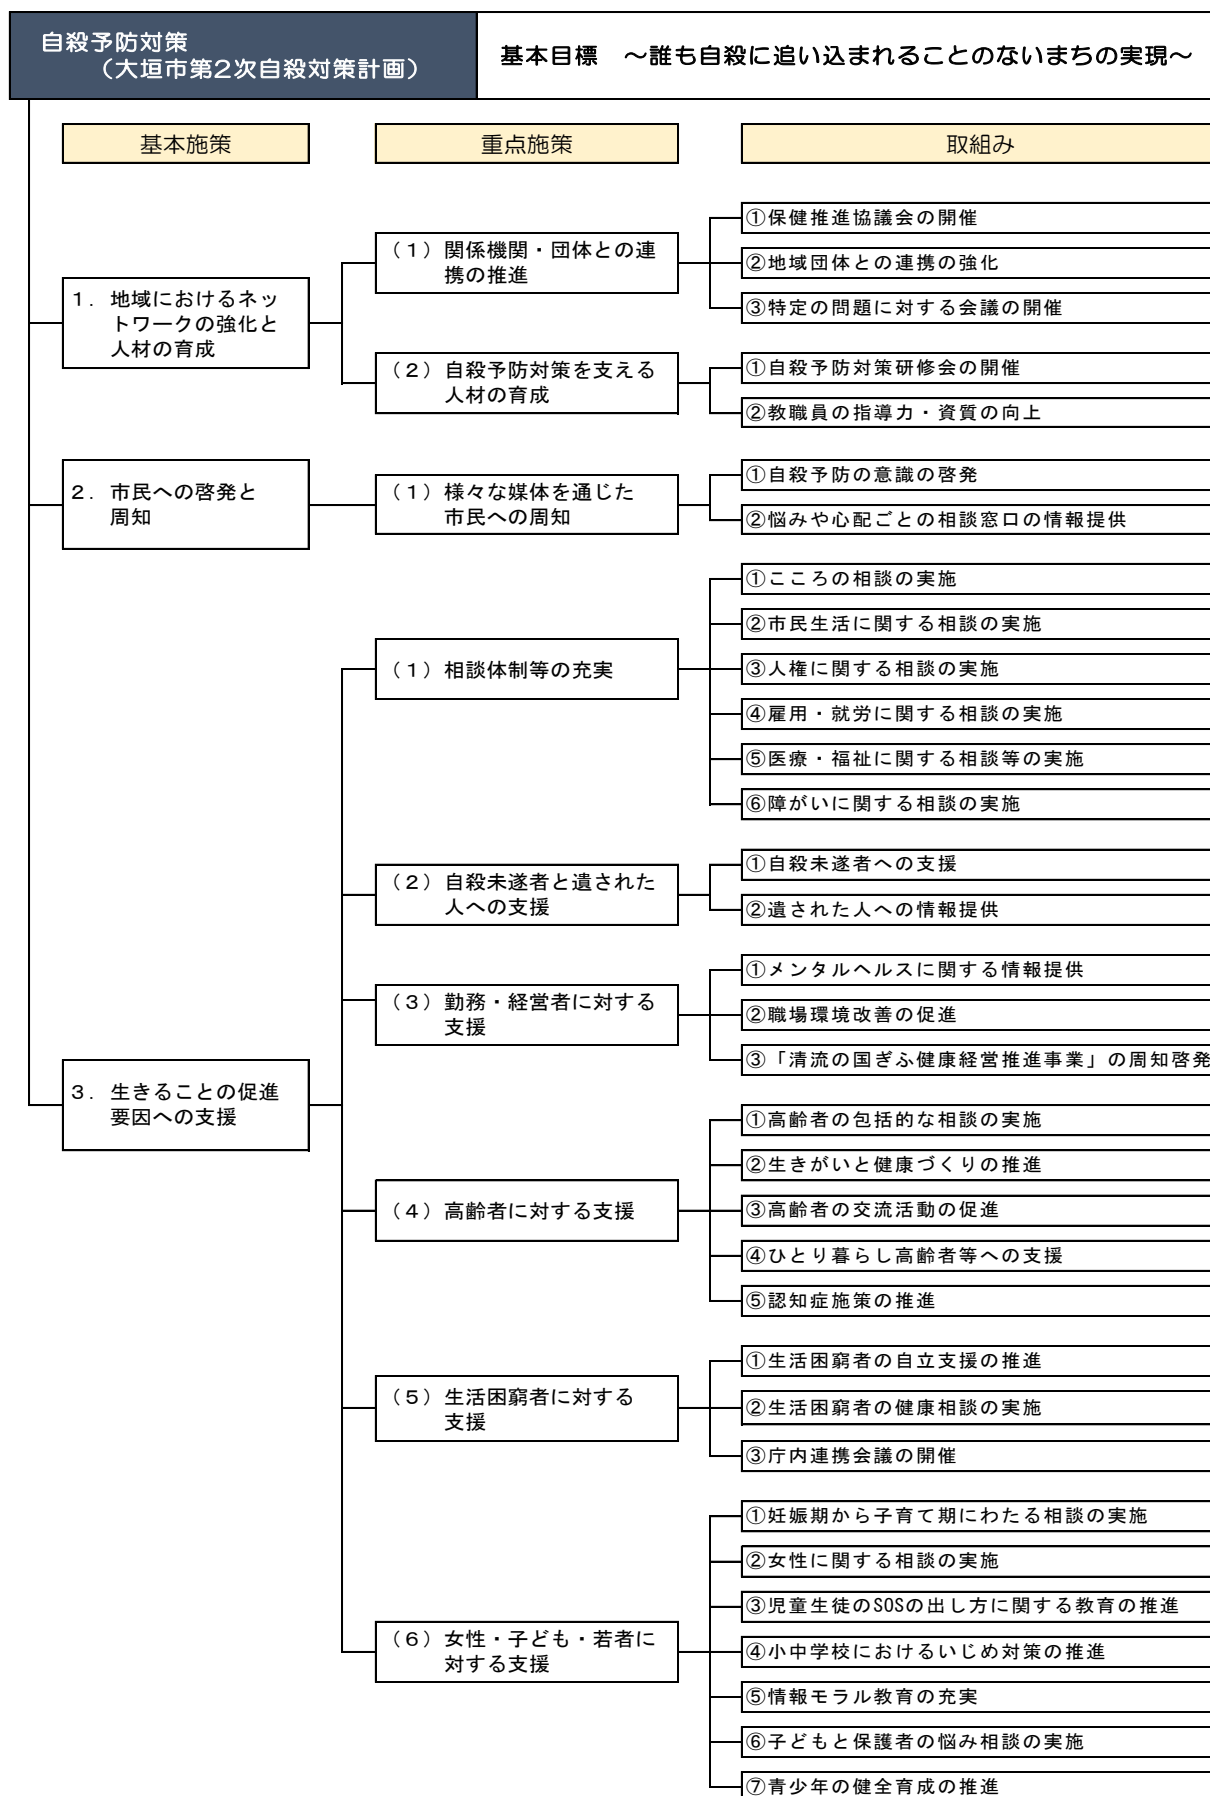 自殺予防対策
（大垣市第2次自殺対策計画）
基本目標　～誰も自殺に追い込まれることのないまちの実現～
基本施策
重点施策
取組み
１．地域におけるネッ
トワークの強化と
人材の育成
（１）関係機関・団体との連
携の推進
①保健推進協議会の開催
②地域団体との連携の強化
③特定の問題に対する会議の開催
（２）自殺予防対策を支える
人材の育成
①自殺予防対策研修会の開催
②教職員の指導力・資質の向上
２．市民への啓発と
周知
（１）様々な媒体を通じた
市民への周知
①自殺予防の意識の啓発
②悩みや心配ごとの相談窓口の情報提供
３．生きることの促進
要因への支援
（１）相談体制等の充実
①こころの相談の実施
②市民生活に関する相談の実施
③人権に関する相談の実施
④雇用・就労に関する相談の実施
⑤医療・福祉に関する相談等の実施
⑥障がいに関する相談の実施
（２）自殺未遂者と遺された
人への支援
①自殺未遂者への支援
②遺された人への情報提供
（３）勤務・経営者に対する
支援
①メンタルヘルスに関する情報提供
②職場環境改善の促進
③「清流の国ぎふ健康経営推進事業」の周知啓発
（４）高齢者に対する支援
①高齢者の包括的な相談の実施
②生きがいと健康づくりの推進
③高齢者の交流活動の促進
④ひとり暮らし高齢者等への支援
⑤認知症施策の推進
（５）生活困窮者に対する
支援
①生活困窮者の自立支援の推進
②生活困窮者の健康相談の実施
③庁内連携会議の開催
（６）女性・子ども・若者に
対する支援
①妊娠期から子育て期にわたる相談の実施
②女性に関する相談の実施
③児童生徒のSOSの出し方に関する教育の推進
④小中学校におけるいじめ対策の推進
⑤情報モラル教育の充実
⑥子どもと保護者の悩み相談の実施
⑦青少年の健全育成の推進